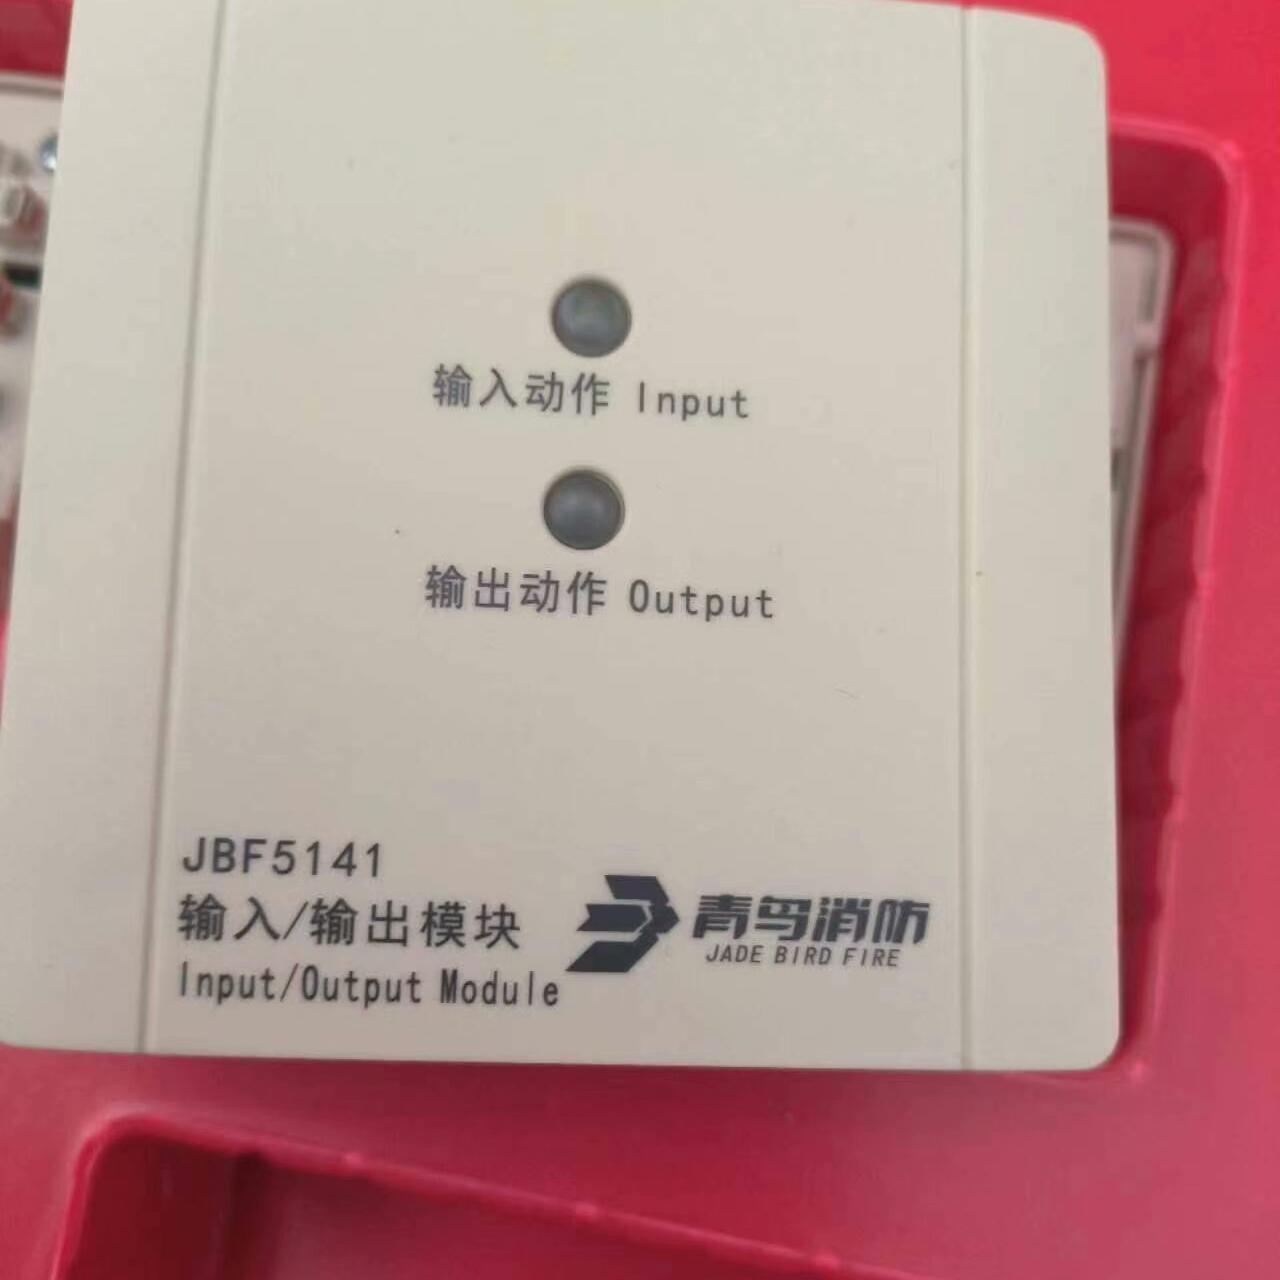 输入动作 Input
输出动作 Output
JBF5141
输入/输出模块
Input/Output Module
青鸟消防
JADE BIRD FIRE